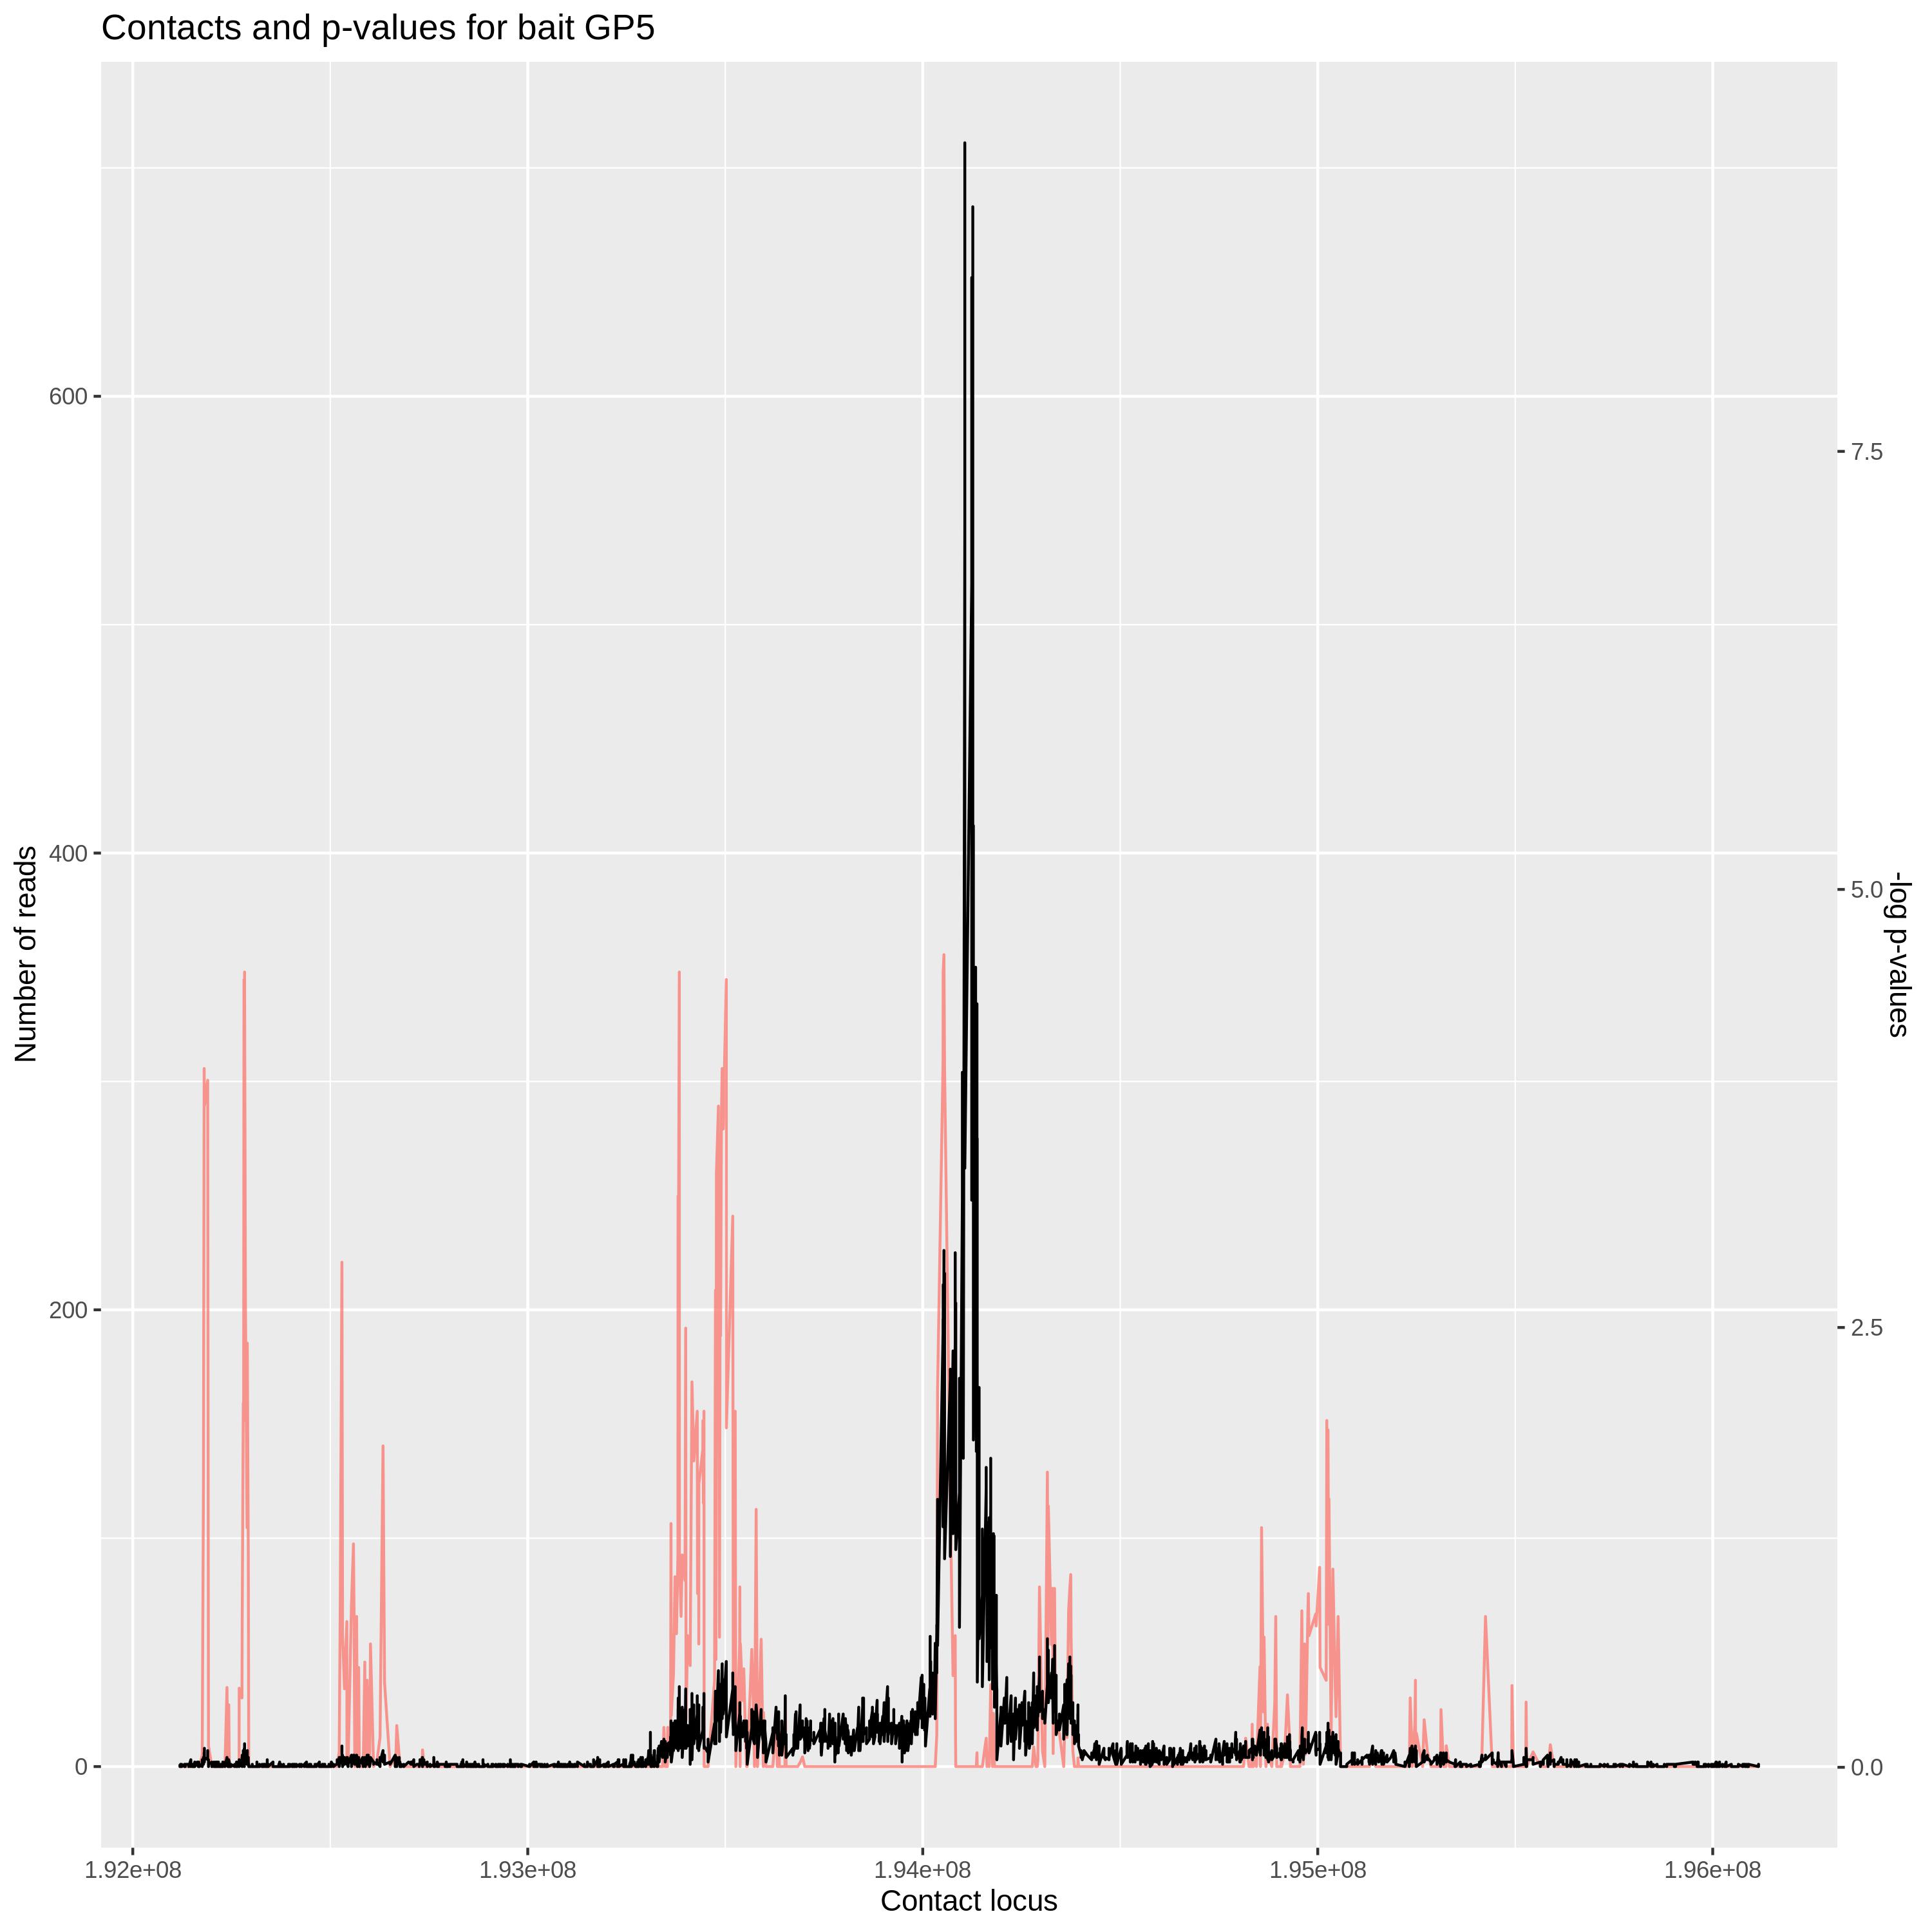 Contacts and p-values for bait GP5
600
400
200
0
Number of reads
7.5
5.0
2.5
0.0
-log p-values
1.92e+08
1.93e+08
1.94e+08
1.95e+08
1.96e+08
Contact locus